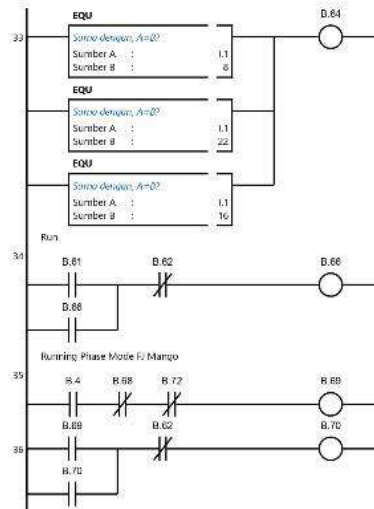 EQU
B.64
33
Sama dengan, A=B?
Sumber A : I.1
Sumber B : 8
EQU
Sama dengan, A=B?
Sumber A : I.1
Sumber B : 22
EQU
Sama dengan, A=B?
Sumber A : I.1
Sumber B : 16
Run
34
B.61 B.62 B.66
B.66
Running Phase Mode FJ Mango
35
B.4 B.68 B.72 B.69
B.69 B.62 B.70
36
B.70